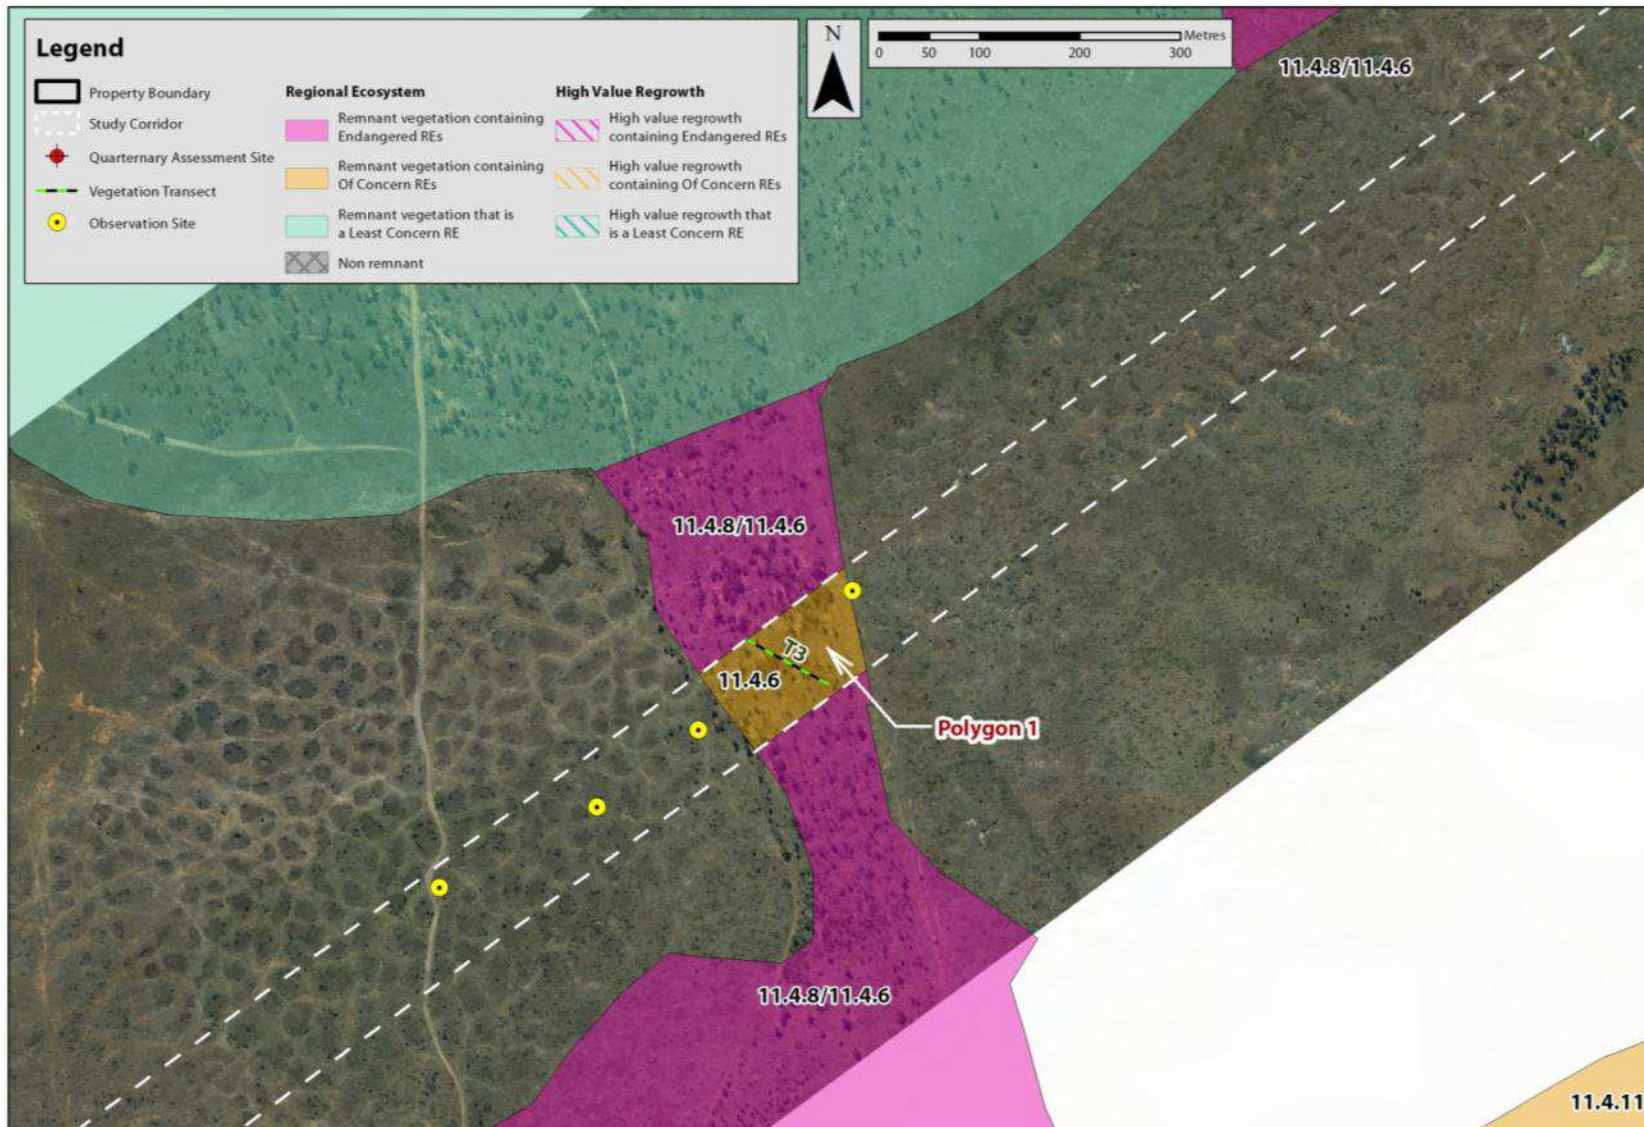 Legend
Property Boundary
Study Corridor
Quarternary Assessment Site
Vegetation Transect
Observation Site
Regional Ecosystem
Remnant vegetation containing
Endangered REs
Remnant vegetation containing
Of Concern REs
Remnant vegetation that is
a Least Concern RE
Non remnant
High Value Regrowth
High value regrowth
containing Endangered REs
High value regrowth
containing Of Concern REs
High value regrowth that
is a Least Concern RE
N
Metres
0 50 100 200 300
11.4.8/11.4.6
11.4.8/11.4.6
T3
11.4.6
Polygon 1
11.4.8/11.4.6
11.4.11